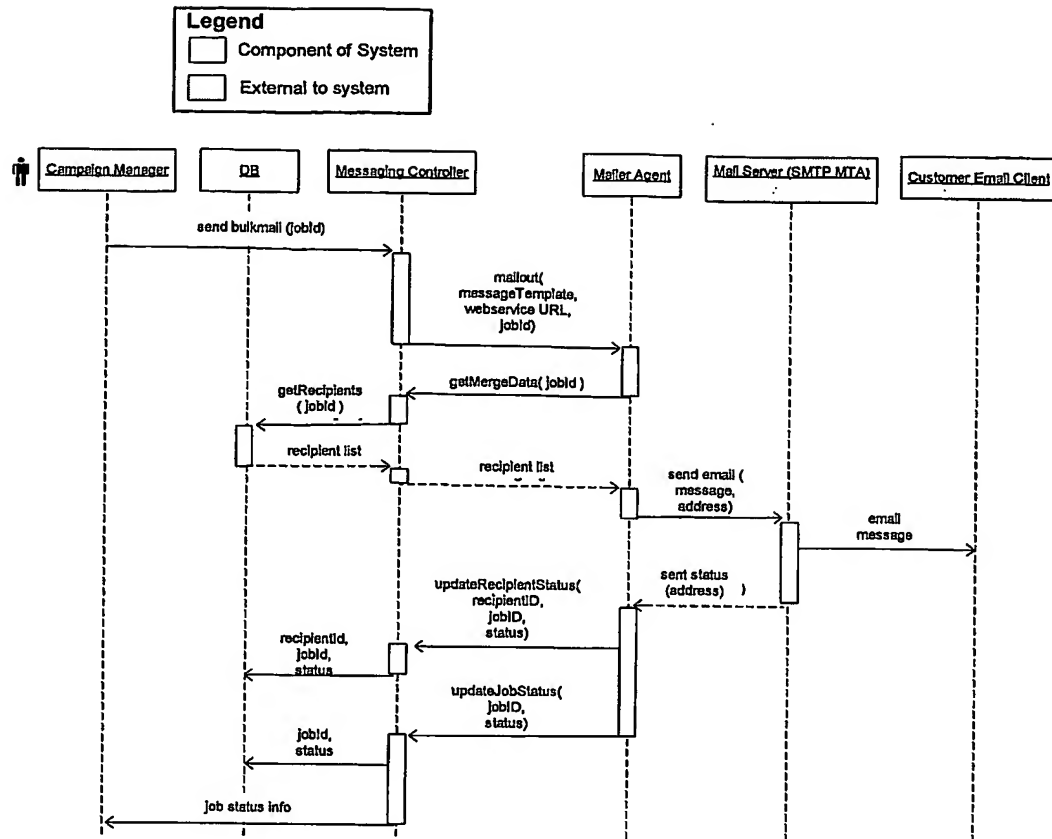 Legend
Component of System
External to system
Campaign Manager
DB
Messaging Controller
Mailer Agent
Mail Server (SMTP MTA)
Customer Email Client
send bulkmail (jobId)
mailout(
messageTemplate,
webservice URL,
jobId)
getMergeData( jobId )
getRecipients
( jobId )
recipient list
recipient list
send email (
message,
address)
email
message
sent status
(address) )
updateRecipientStatus(
recipientID,
jobID,
status)
recipientId,
jobId,
status
updateJobStatus(
jobID,
status)
jobId,
status
job status info